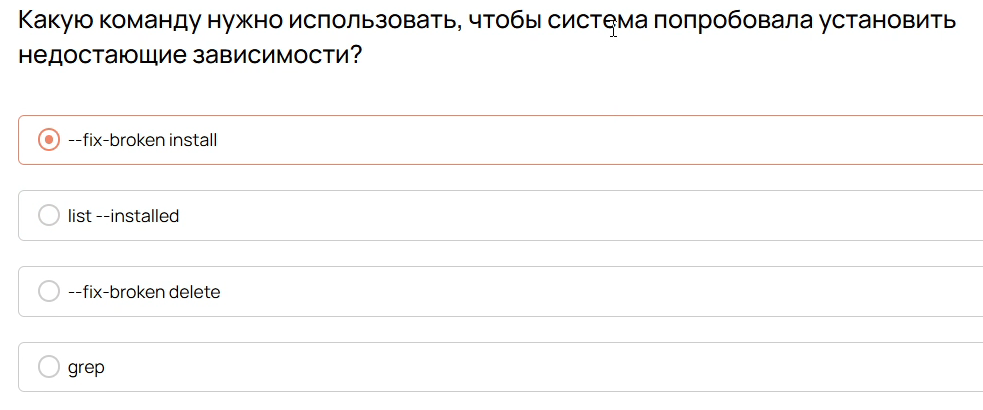 Какую команду нужно использовать, чтобы система попробовала установить
недостающие зависимости?
--fix-broken install
list --installed
--fix-broken delete
grep